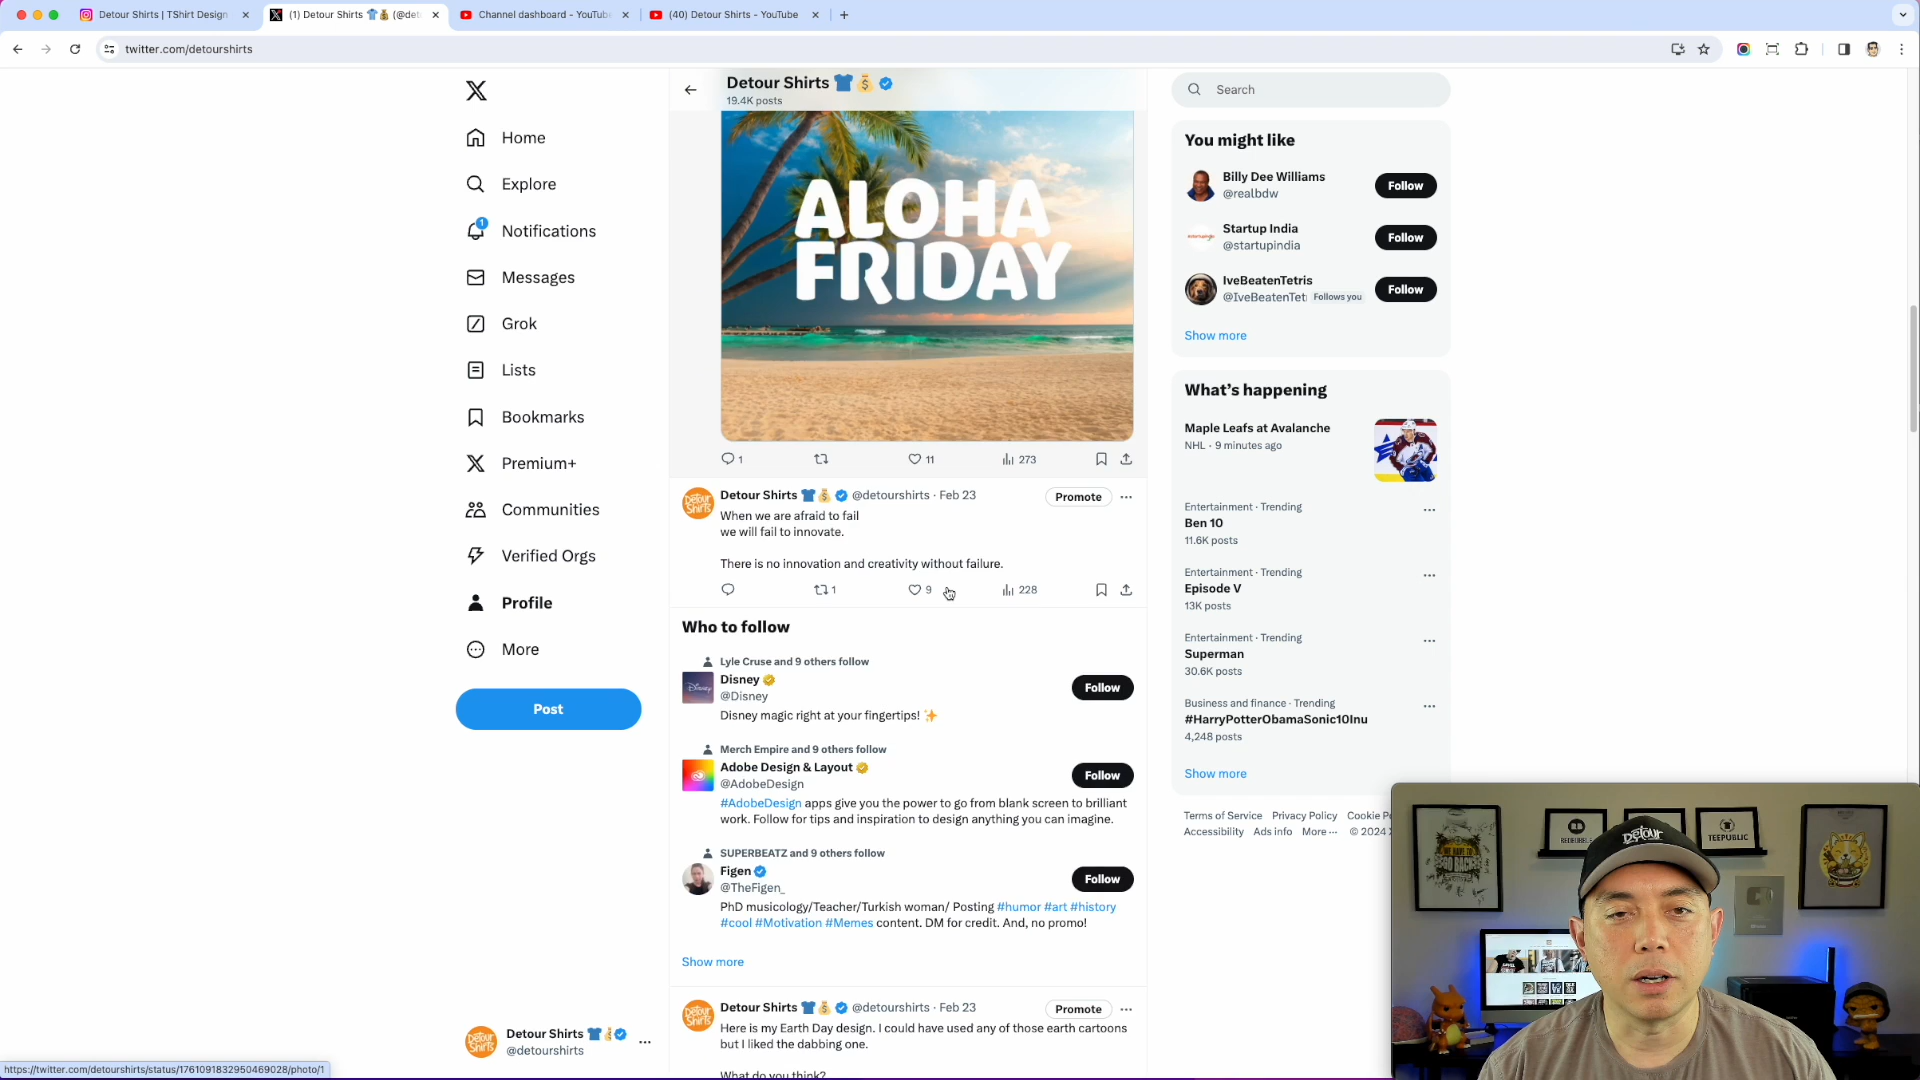 Detour Shirts | TShirt Design
(1) Detour Shirts
Channel dashboard - YouTube
(40) Detour Shirts - YouTube
twitter.com/detourshirts
Home
Explore
1
Notifications
Messages
Grok
Lists
Bookmarks
Premium+
Communities
Verified Orgs
Profile
More
Post
Detour Shirts
@detourshirts
Detour Shirts
19.4K posts
ALOHA
FRIDAY
1
11
273
Detour Shirts @detourshirts · Feb 23
Promote
When we are afraid to fail
we will fail to innovate.
There is no innovation and creativity without failure.
1
9
228
Who to follow
Lyle Cruse and 9 others follow
Disney
@Disney
Follow
Disney magic right at your fingertips!
Merch Empire and 9 others follow
Adobe Design & Layout
@AdobeDesign
Follow
#AdobeDesign apps give you the power to go from blank screen to brilliant
work. Follow for tips and inspiration to design anything you can imagine.
SUPERBEATZ and 9 others follow
Figen
@TheFigen_
Follow
PhD musicology/Teacher/Turkish woman/ Posting #humor #art #history
#cool #Motivation #Memes content. DM for credit. And, no promo!
Show more
Detour Shirts @detourshirts · Feb 23
Promote
Here is my Earth Day design. I could have used any of those earth cartoons
but I liked the dabbing one.
What do you think?
Search
You might like
Billy Dee Williams
@realbdw
Follow
Startup India
@startupindia
Follow
IveBeatenTetris
@IveBeatenTet Follows you
Follow
Show more
What's happening
Maple Leafs at Avalanche
NHL · 9 minutes ago
Entertainment · Trending
Ben 10
11.6K posts
Entertainment · Trending
Episode V
13K posts
Entertainment · Trending
Superman
30.6K posts
Business and finance · Trending
#HarryPotterObamaSonic10Inu
4,248 posts
Show more
Terms of Service Privacy Policy Cookie
Accessibility Ads info More ··· © 2024
REDBUBBLE
TEEPUBLIC
Detour
https://twitter.com/detourshirts/status/1761091832950469028/photo/1